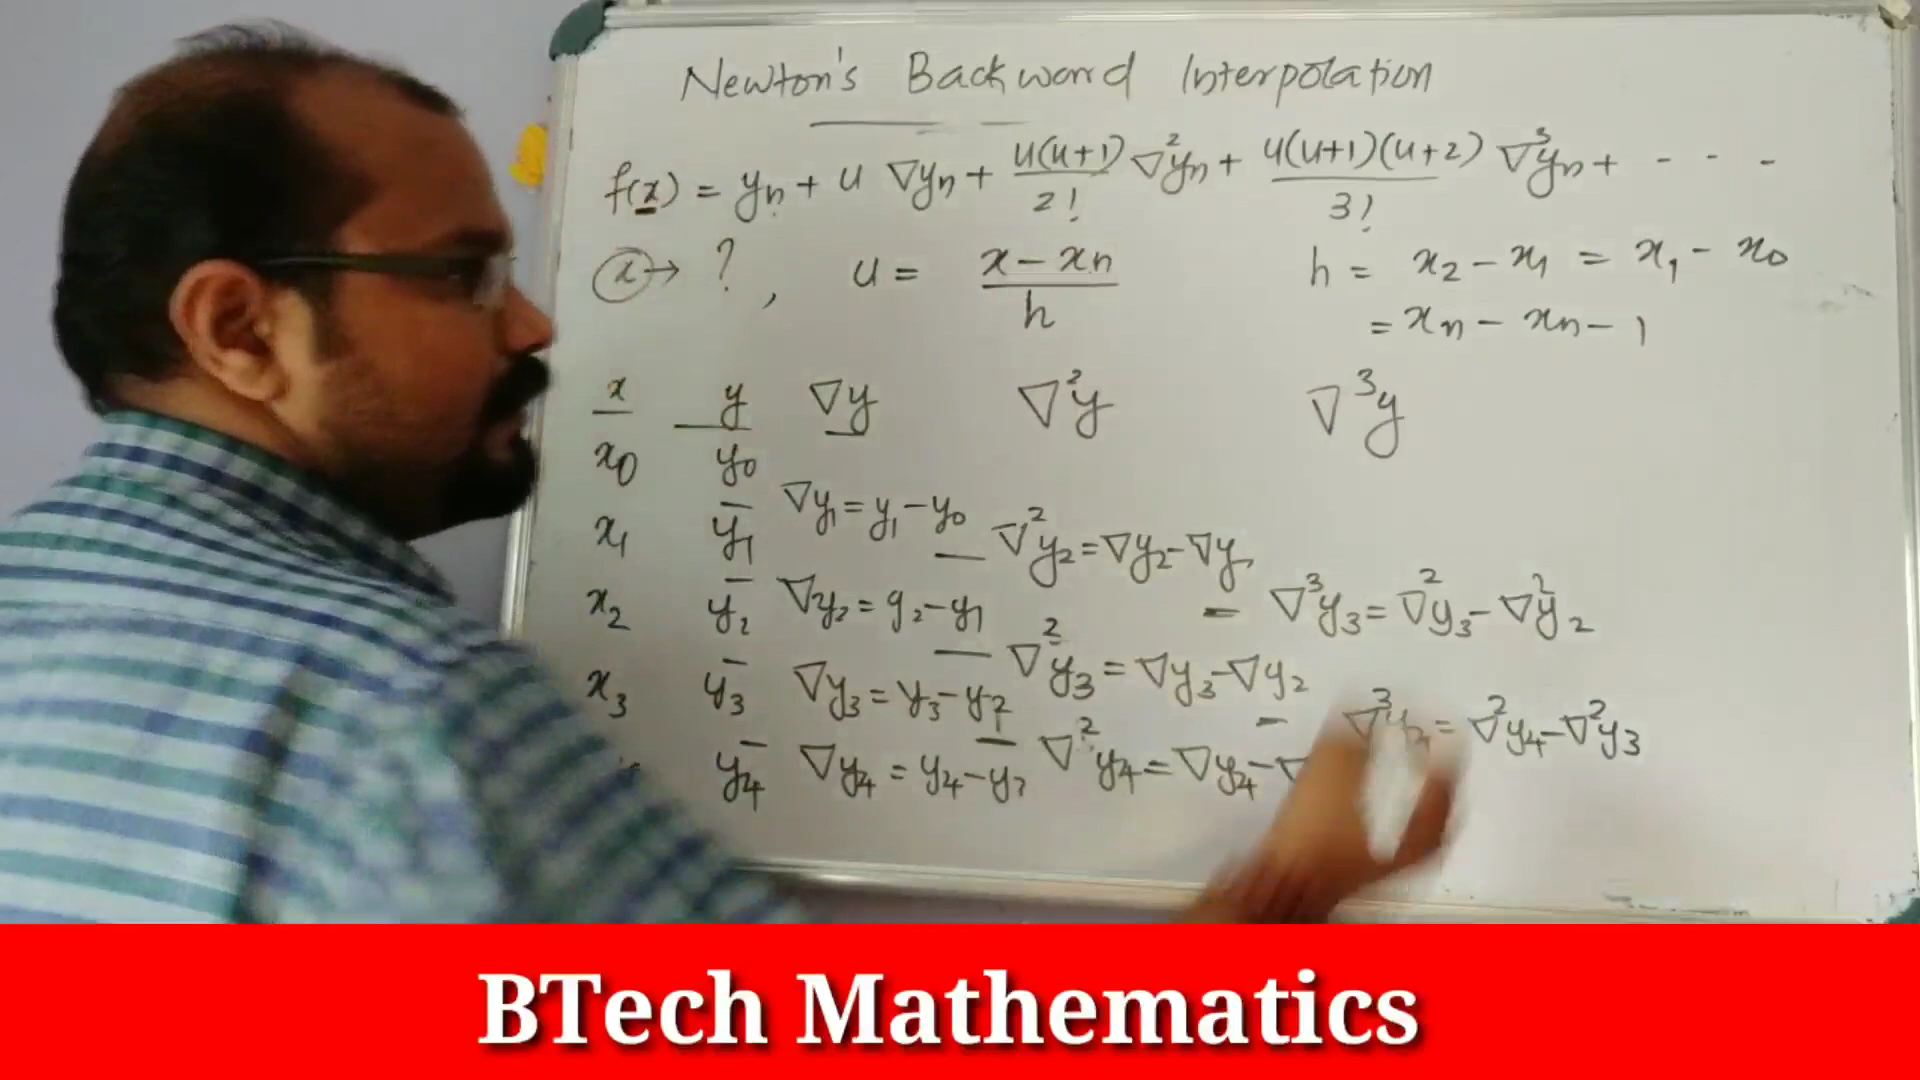 Newton's Backword Interpolation
f(x) = yn + u ∇yn + u(u+1)/2! ∇²yn + u(u+1)(u+2)/3! ∇³yn + - - -
x → ? , u = x - xn / h h = x2 - x1 = x1 - x0
= xn - xn - 1
x y ∇y ∇²y ∇³y
x0 y0
∇y1 = y1 - y0
x1 y1 ∇²y2 = ∇y2 - ∇y1
x2 y2 ∇y2 = y2 - y1 ∇³y3 = ∇²y3 - ∇²y2
∇²y3 = ∇y3 - ∇y2
x3 y3 ∇y3 = y3 - y2 = ∇²y4 - ∇²y3
y4 ∇y4 = y4 - y3 ∇²y4 = ∇y4 -
BTech Mathematics